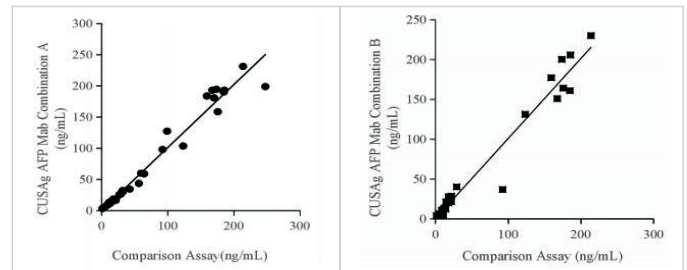 300
250
200
150
100
50
0
0 100 200 300
CUSAg AFP Mab Combination A
(ng/mL)
Comparison Assay(ng/mL)
250
200
150
100
50
0
0 100 200 300
CUSAg AFP Mab Combination B
(ng/mL)
Comparison Assay (ng/mL)